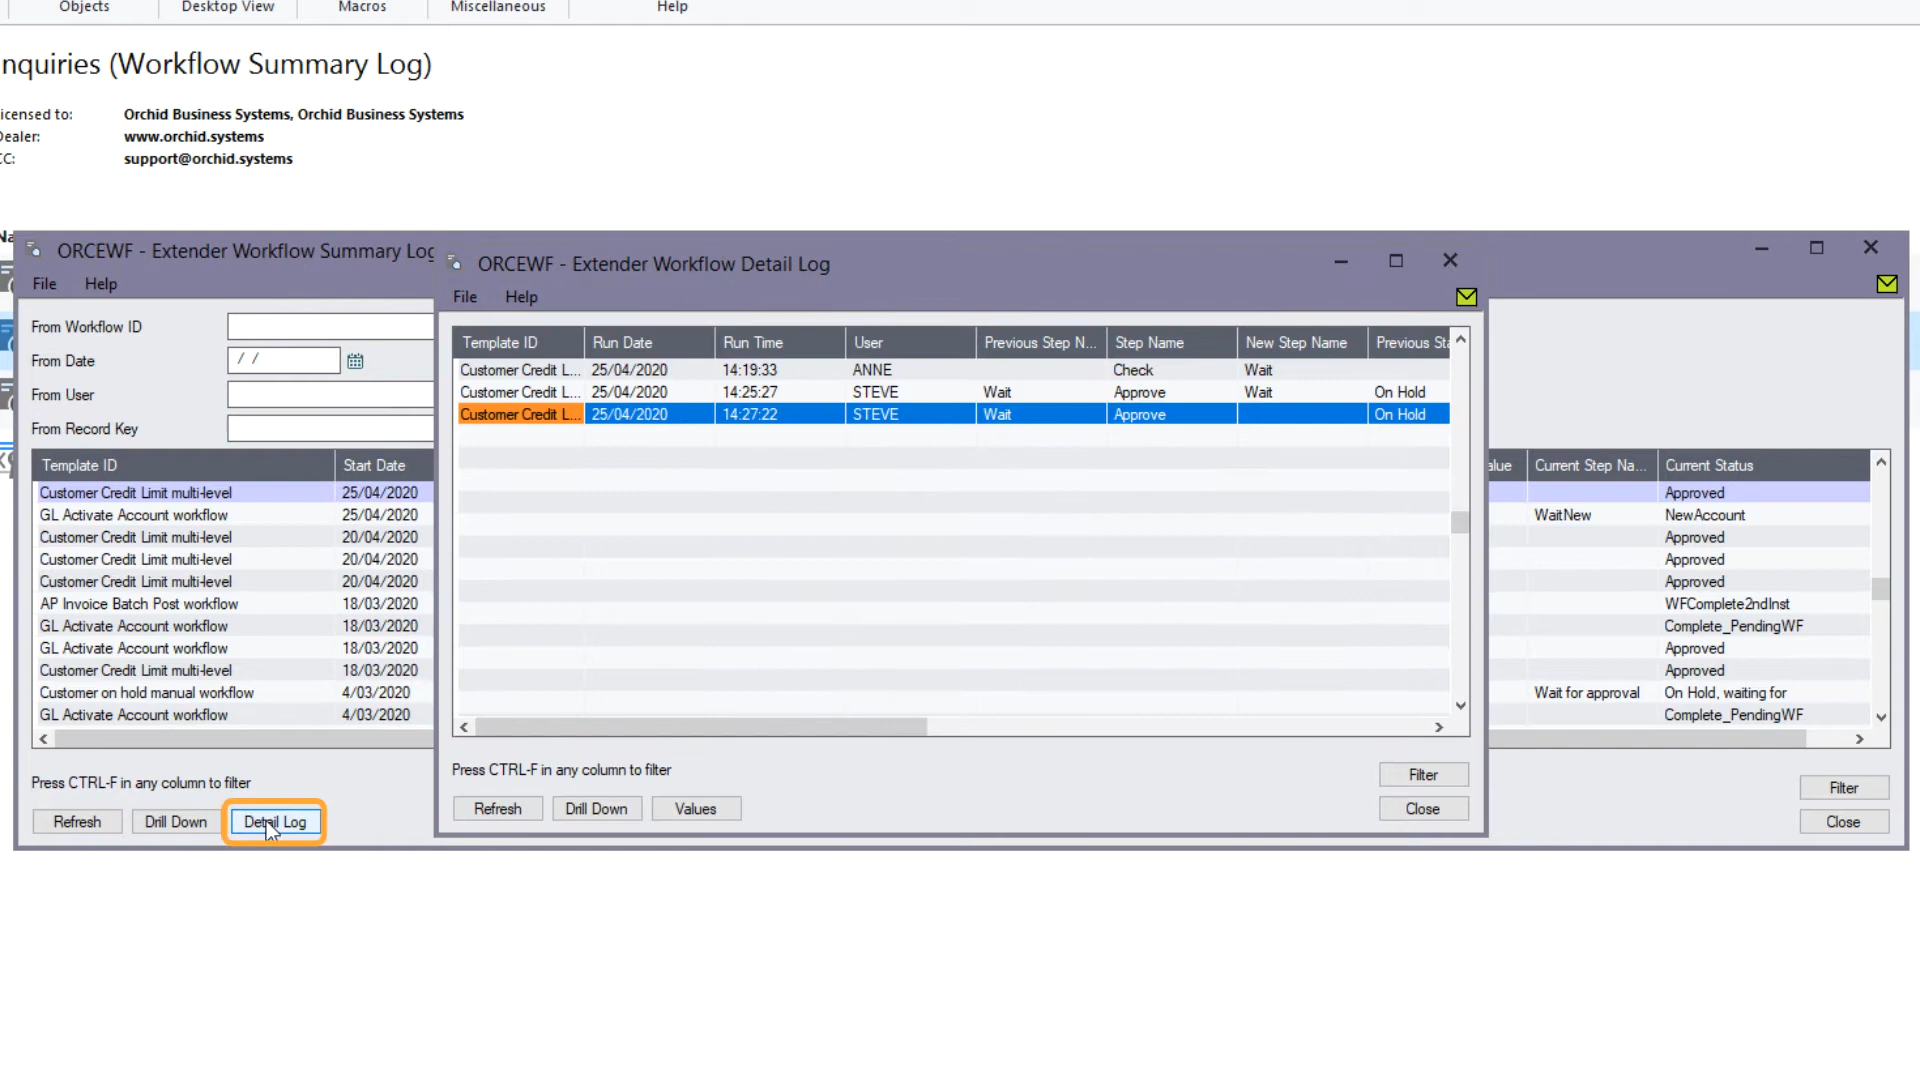 Objects Desktop View Macros Miscellaneous Help
nquiries (Workflow Summary Log)
icensed to: Orchid Business Systems, Orchid Business Systems
Dealer: www.orchid.systems
CC: support@orchid.systems
Na
ORCEWF - Extender Workflow Summary Log
File Help
From Workflow ID
From Date / /
From User
From Record Key
Template ID Start Date
Customer Credit Limit multi-level 25/04/2020
GL Activate Account workflow 25/04/2020
Customer Credit Limit multi-level 20/04/2020
Customer Credit Limit multi-level 20/04/2020
Customer Credit Limit multi-level 20/04/2020
AP Invoice Batch Post workflow 18/03/2020
GL Activate Account workflow 18/03/2020
GL Activate Account workflow 18/03/2020
Customer Credit Limit multi-level 18/03/2020
Customer on hold manual workflow 4/03/2020
GL Activate Account workflow 4/03/2020
Press CTRL-F in any column to filter
Refresh Drill Down Detail Log
ORCEWF - Extender Workflow Detail Log
File Help
Template ID Run Date Run Time User Previous Step N... Step Name New Step Name Previous Sta
Customer Credit L... 25/04/2020 14:19:33 ANNE Check Wait
Customer Credit L... 25/04/2020 14:25:27 STEVE Wait Approve Wait On Hold
Customer Credit L... 25/04/2020 14:27:22 STEVE Wait Approve On Hold
Press CTRL-F in any column to filter
Filter
Refresh Drill Down Values Close
alue Current Step Na... Current Status
Approved
WaitNew NewAccount
Approved
Approved
Approved
WFComplete2ndInst
Complete_PendingWF
Approved
Approved
Wait for approval On Hold, waiting for
Complete_PendingWF
Filter
Close